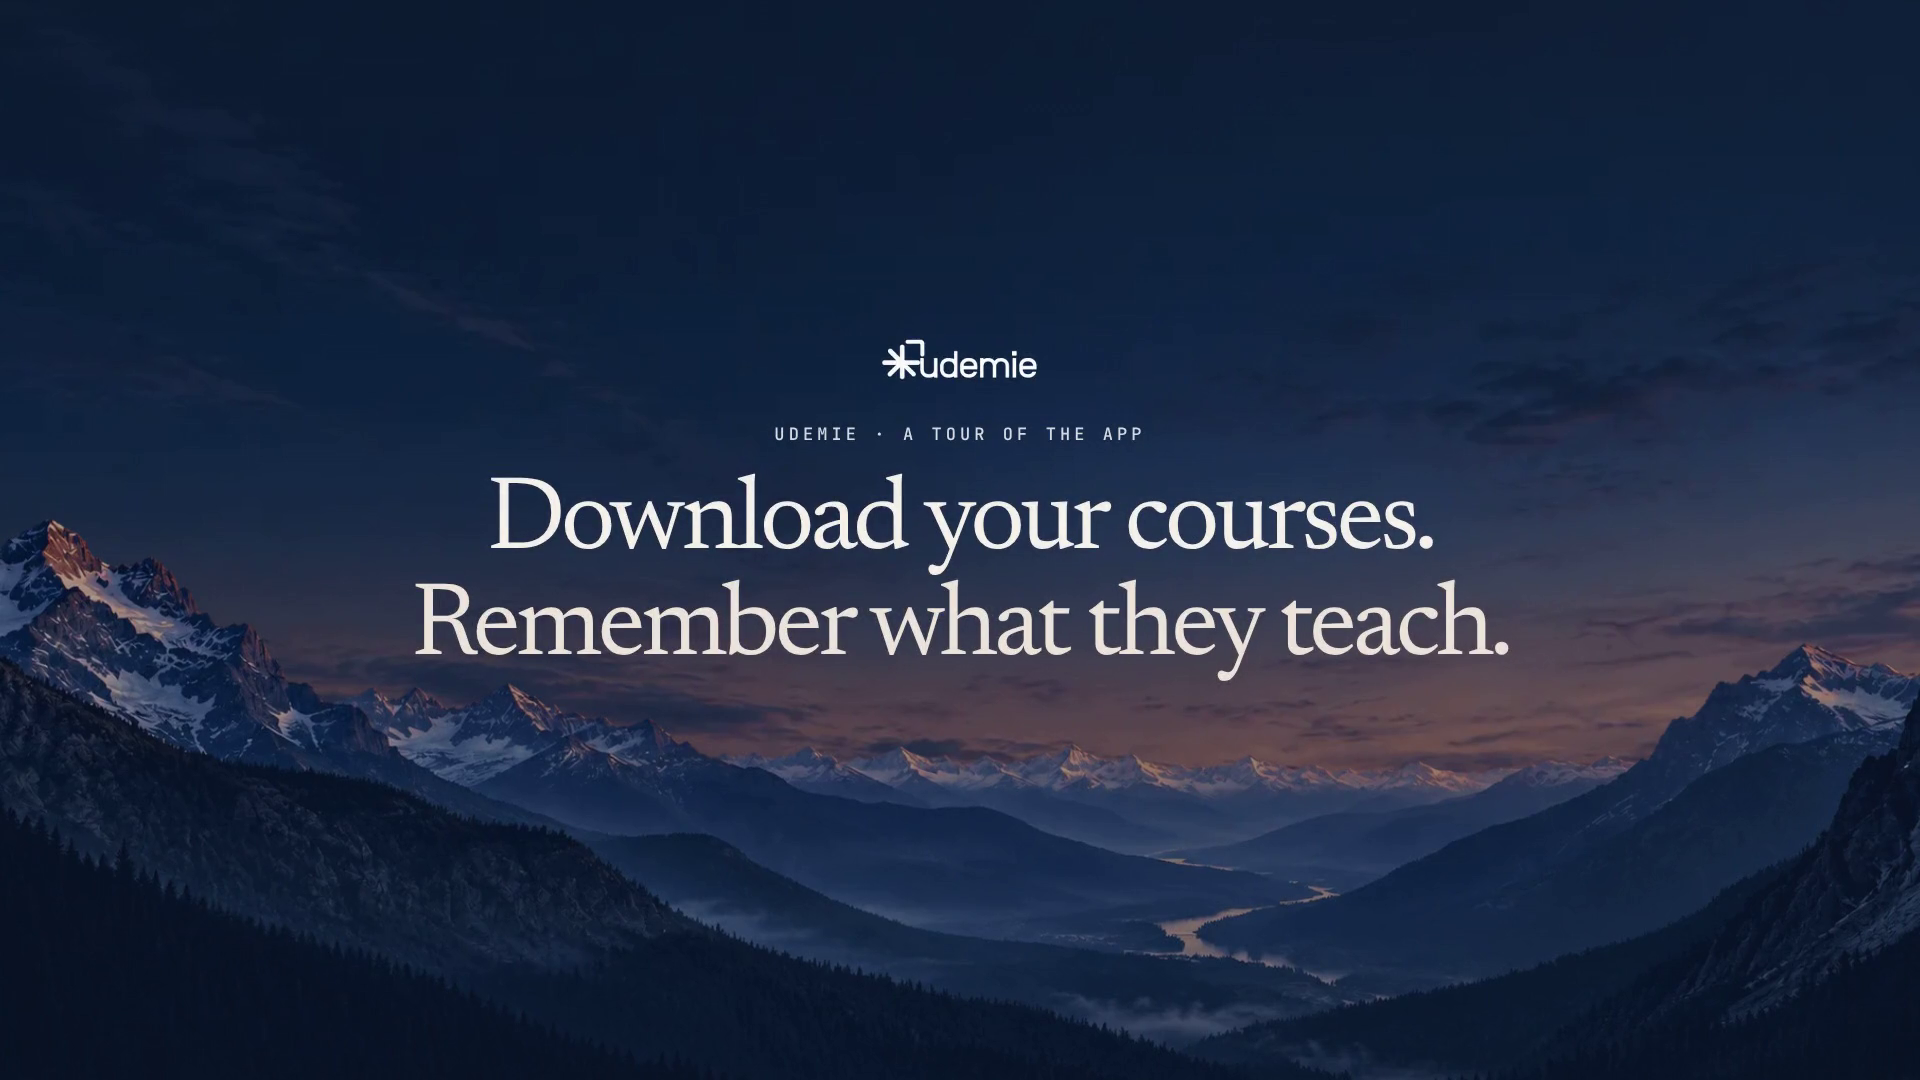 udemie
UDEMIE · A TOUR OF THE APP
Download your courses.
Remember what they teach.